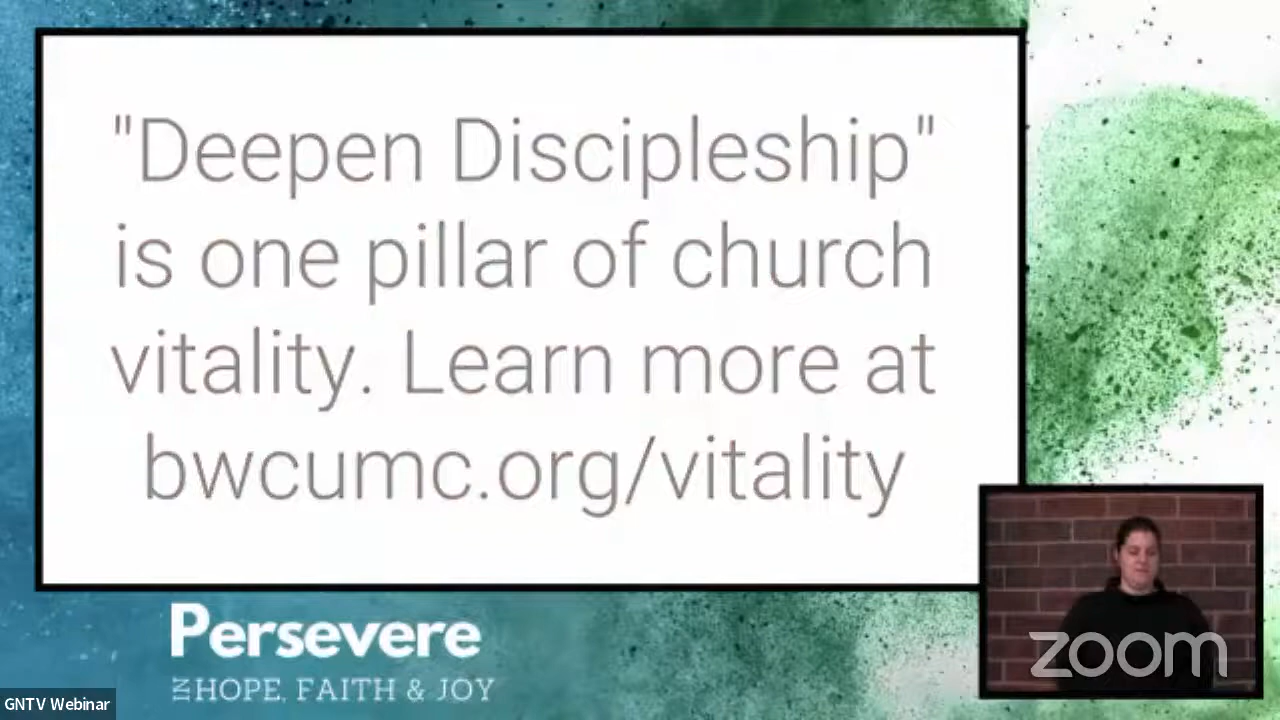 "Deepen Discipleship"
is one pillar of church
vitality. Learn more at
bwcumc.org/vitality
Persevere
IN HOPE, FAITH & JOY
GNTV Webinar
zoom